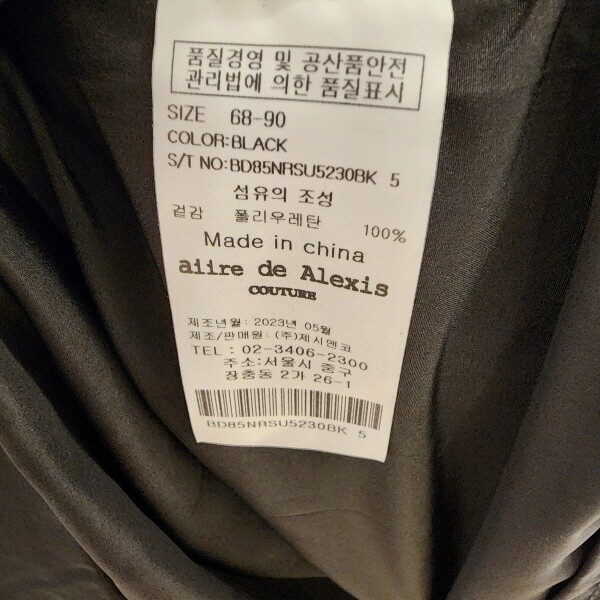 품질경영 및 공산품안전
관리법에 의한 품질표시
SIZE 68-90
COLOR:BLACK
S/T NO:BD85NRSU5230BK 5
섬유의 조성
겉감 폴리우레탄 100%
Made in china
aiire de Alexis
COUTURE
제조년월 : 2023년 05월
제조/판매원 : (주)제시앤코
TEL : 02-3406-2300
주소:서울시 중구
장충동 2가 26-1
BD85NRSU5230BK 5